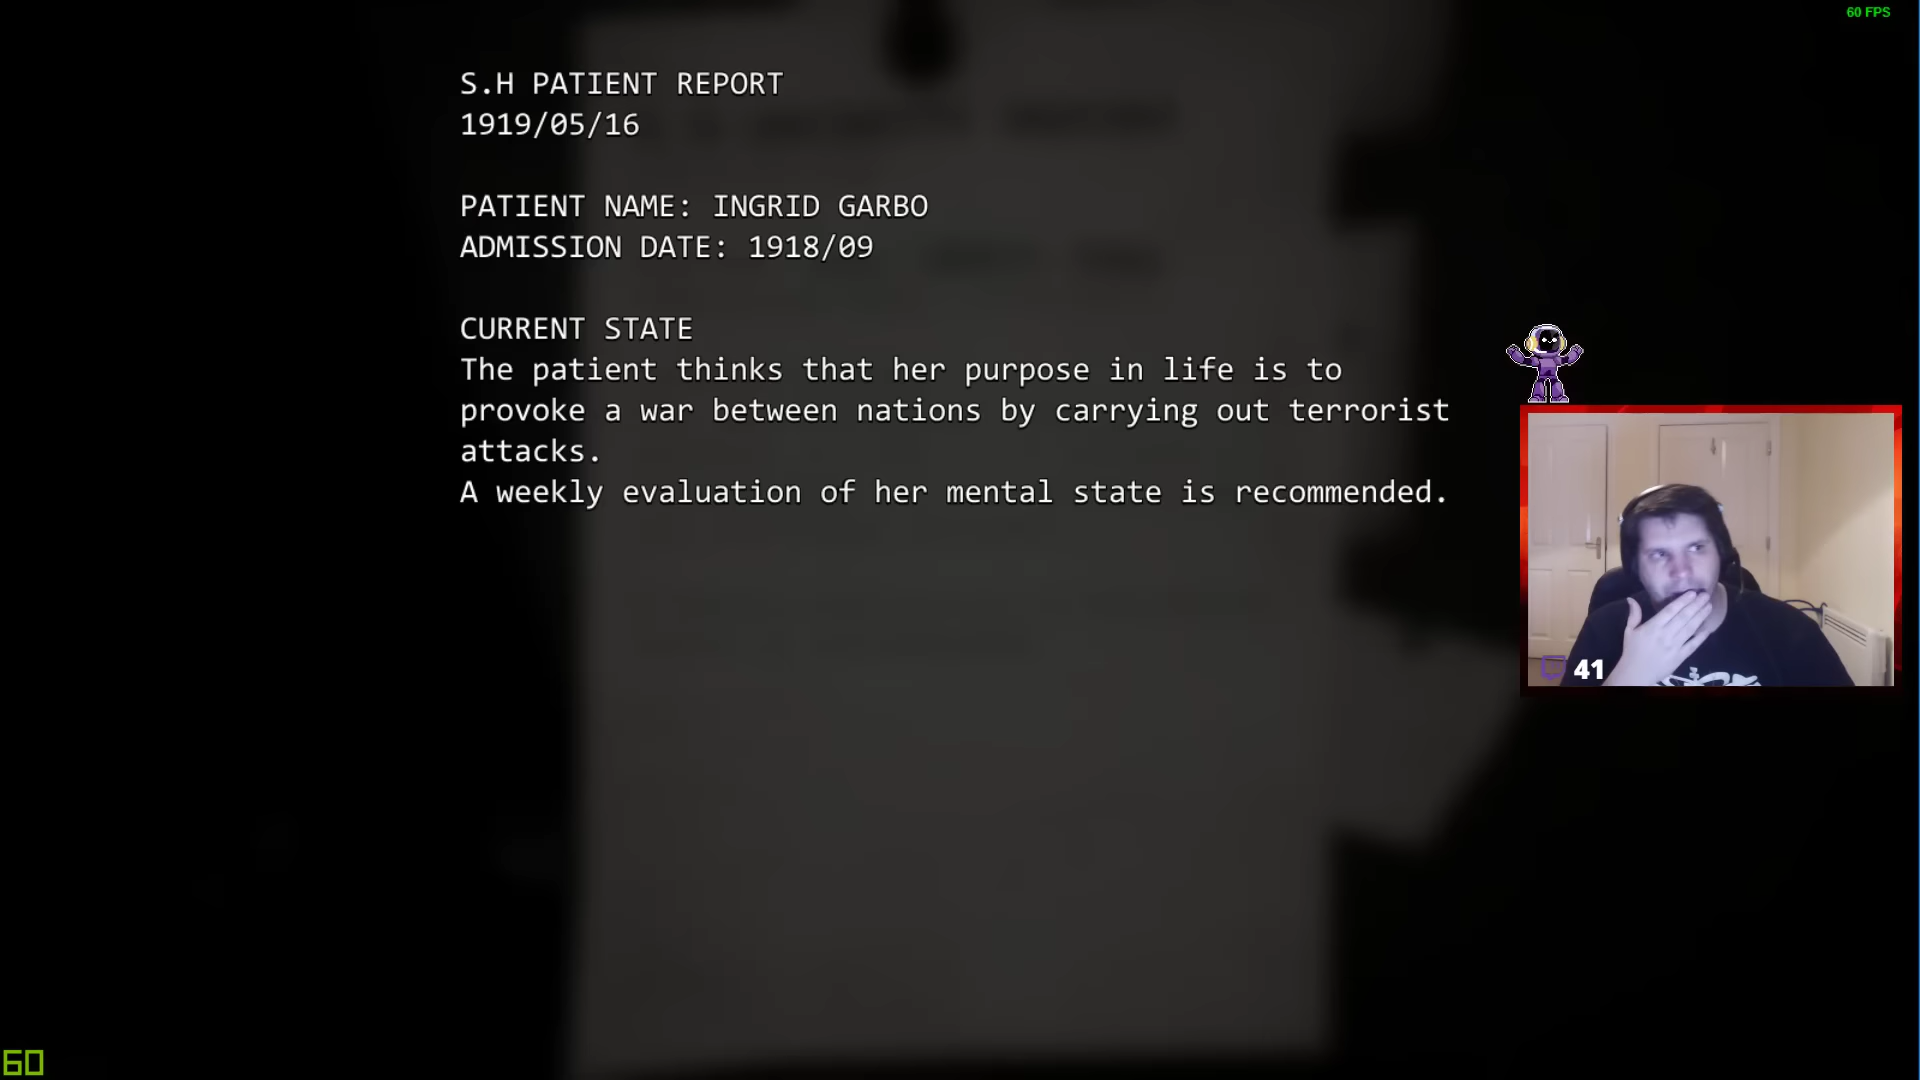 60 FPS
S.H PATIENT REPORT
1919/05/16
PATIENT NAME: INGRID GARBO
ADMISSION DATE: 1918/09
CURRENT STATE
The patient thinks that her purpose in life is to
provoke a war between nations by carrying out terrorist
attacks.
A weekly evaluation of her mental state is recommended.
41
60